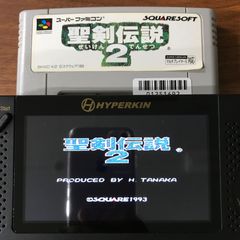 スーパーファミコン
SQUARESOFT
聖剣伝説
せいけん でんせつ
2
HYPERKIN
Start
聖剣伝説
2
PRODUCED BY H. TANAKA
©SQUARE1993